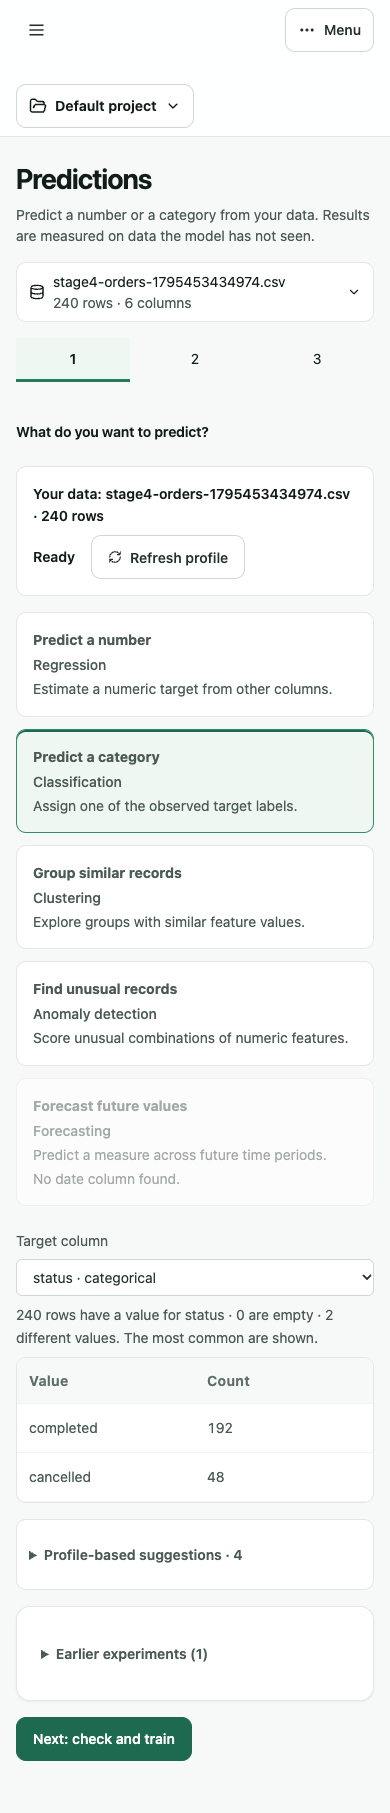 Menu
Default project
Predictions
Predict a number or a category from your data. Results
are measured on data the model has not seen.
stage4-orders-1795453434974.csv
240 rows · 6 columns
1 2 3
What do you want to predict?
Your data: stage4-orders-1795453434974.csv
· 240 rows
Ready Refresh profile
Predict a number
Regression
Estimate a numeric target from other columns.
Predict a category
Classification
Assign one of the observed target labels.
Group similar records
Clustering
Explore groups with similar feature values.
Find unusual records
Anomaly detection
Score unusual combinations of numeric features.
Forecast future values
Forecasting
Predict a measure across future time periods.
No date column found.
Target column
status · categorical
240 rows have a value for status · 0 are empty · 2
different values. The most common are shown.
Value Count
completed 192
cancelled 48
Profile-based suggestions · 4
Earlier experiments (1)
Next: check and train